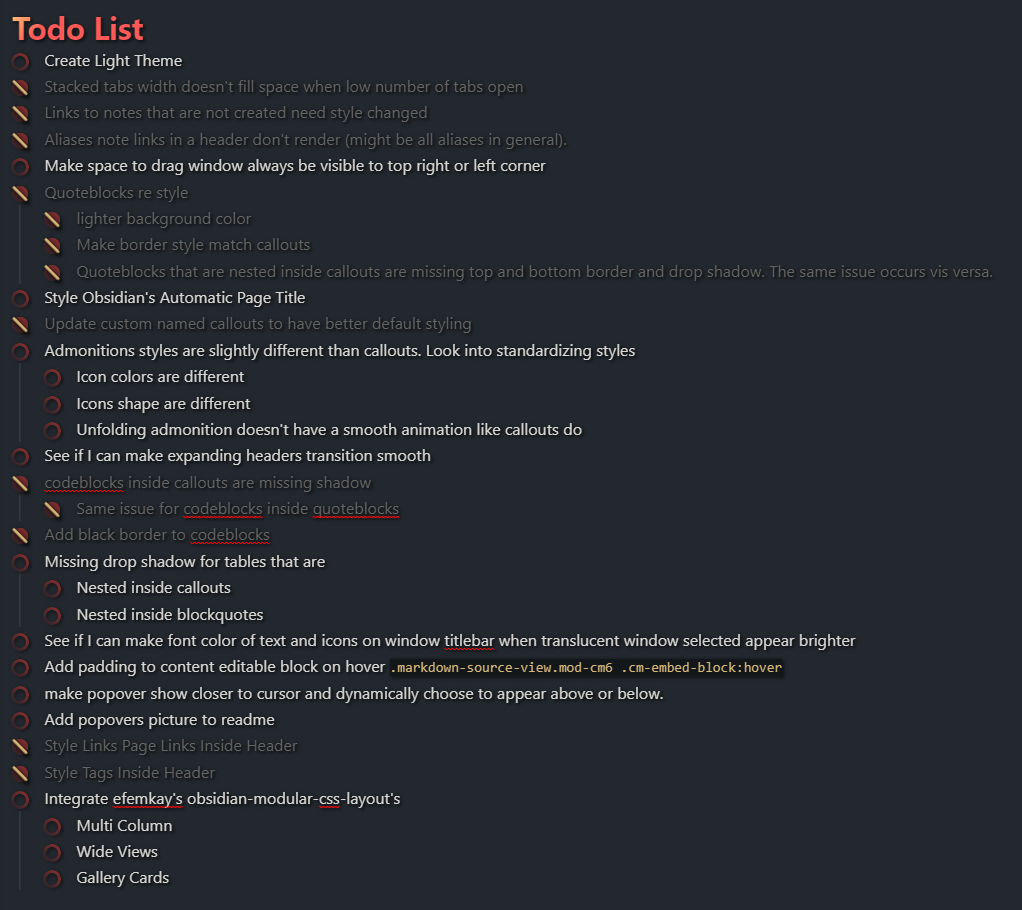 Todo List
Create Light Theme
Stacked tabs width doesn't fill space when low number of tabs open
Links to notes that are not created need style changed
Aliases note links in a header don't render (might be all aliases in general).
Make space to drag window always be visible to top right or left corner
Quoteblocks re style
lighter background color
Make border style match callouts
Quoteblocks that are nested inside callouts are missing top and bottom border and drop shadow. The same issue occurs vis versa.
Style Obsidian's Automatic Page Title
Update custom named callouts to have better default styling
Admonitions styles are slightly different than callouts. Look into standardizing styles
Icon colors are different
Icons shape are different
Unfolding admonition doesn't have a smooth animation like callouts do
See if I can make expanding headers transition smooth
codeblocks inside callouts are missing shadow
Same issue for codeblocks inside quoteblocks
Add black border to codeblocks
Missing drop shadow for tables that are
Nested inside callouts
Nested inside blockquotes
See if I can make font color of text and icons on window titlebar when translucent window selected appear brighter
Add padding to content editable block on hover .markdown-source-view.mod-cm6 .cm-embed-block:hover
make popover show closer to cursor and dynamically choose to appear above or below.
Add popovers picture to readme
Style Links Page Links Inside Header
Style Tags Inside Header
Integrate efemkay's obsidian-modular-css-layout's
Multi Column
Wide Views
Gallery Cards